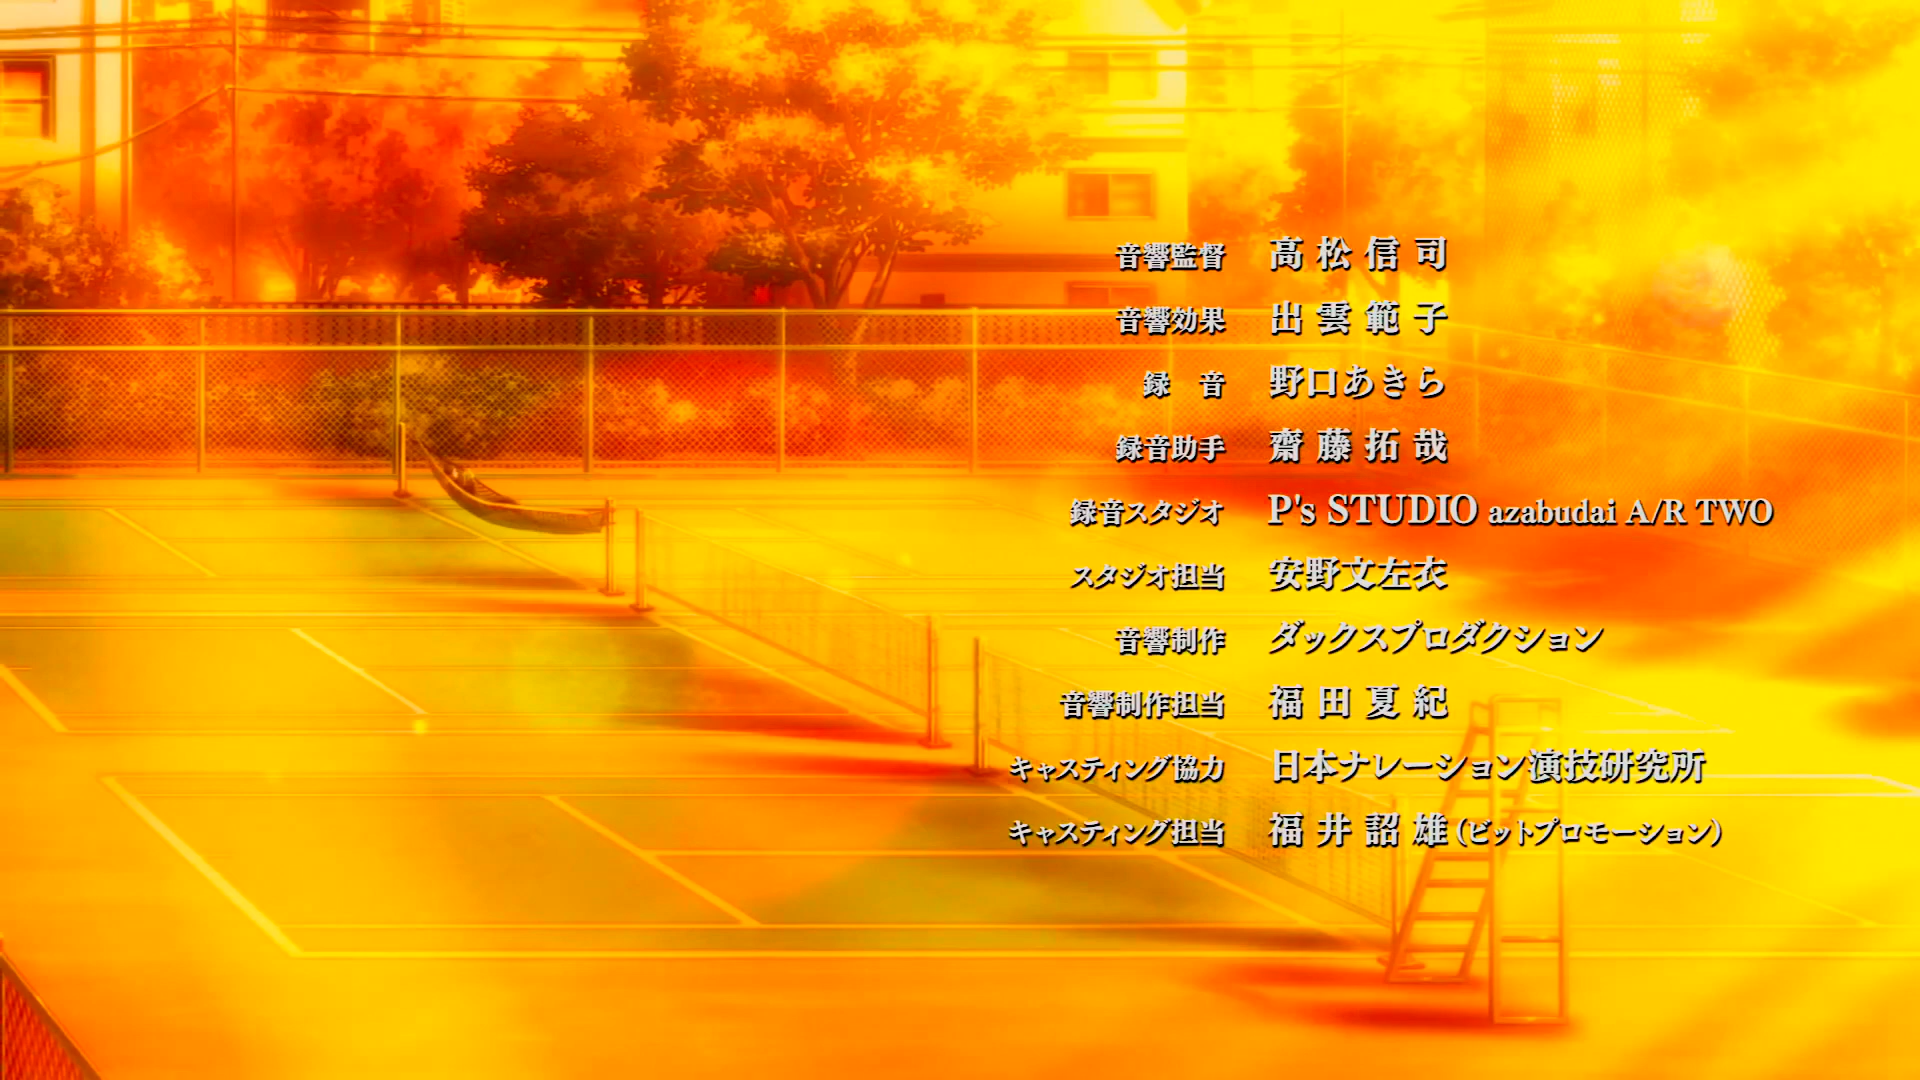 音響監督 高松信司
音響効果 出雲範子
録 音 野口あきら
録音助手 齋藤拓哉
録音スタジオ P's STUDIO azabudai A/R TWO
スタジオ担当 安野文左衣
音響制作 ダックスプロダクション
音響制作担当 福田夏紀
キャスティング協力 日本ナレーション演技研究所
キャスティング担当 福井詔雄(ビットプロモーション)